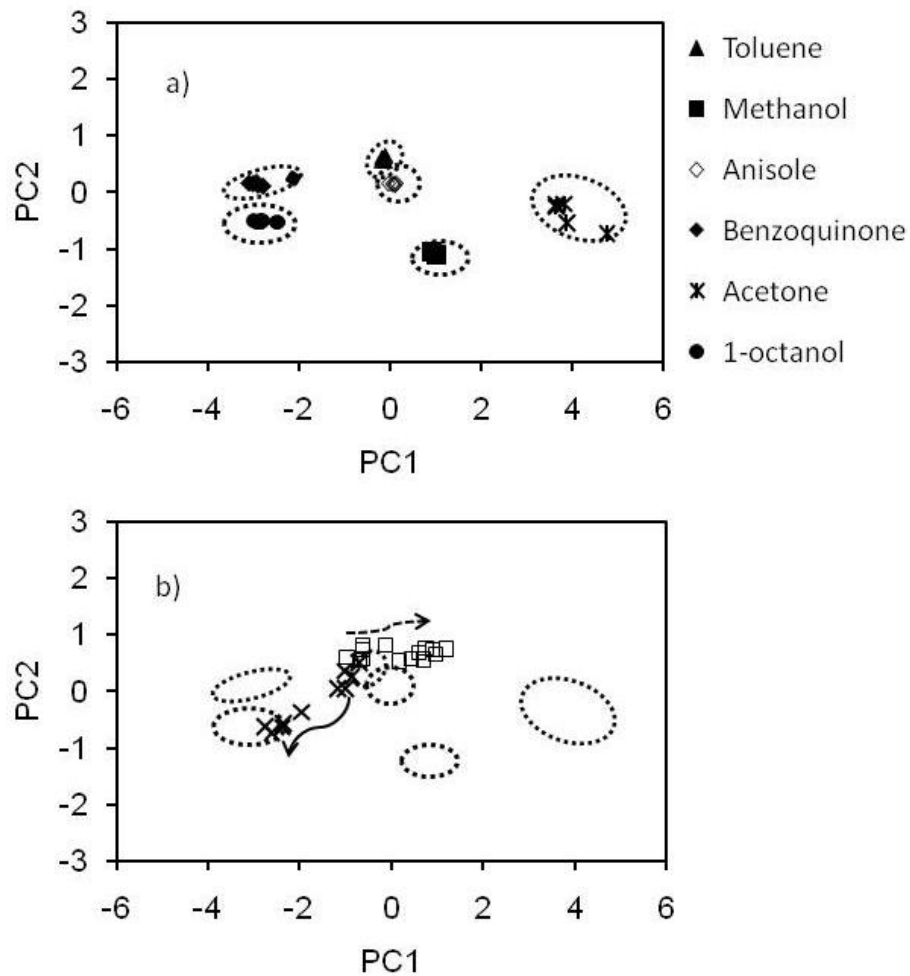 3
a)
2
1
0
-1
-2
-3
PC2
-6 -4 -2 0 2 4 6
PC1
Toluene
Methanol
Anisole
Benzoquinone
Acetone
1-octanol
3
b)
2
1
0
-1
-2
-3
PC2
-6 -4 -2 0 2 4 6
PC1